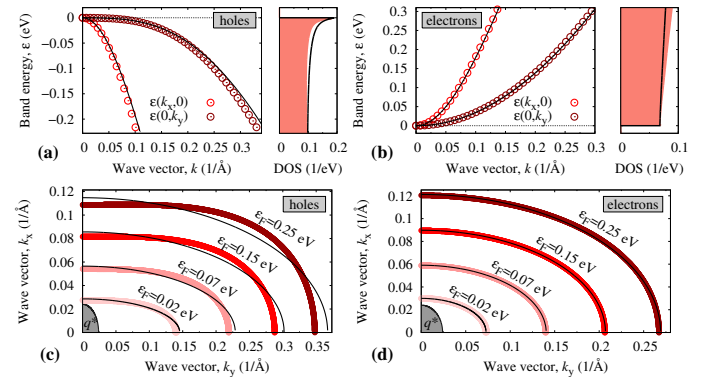 0
−0.05
−0.1
−0.15
−0.2
Band energy, ε (eV)
holes
ε(kx,0)
ε(0,ky)
0 0.05 0.1 0.15 0.2 0.25 0.3
(a) Wave vector, k (1/Å)
0 0.1 0.2
DOS (1/eV)
0.3
0.25
0.2
0.15
0.1
0.05
0
Band energy, ε (eV)
electrons
ε(kx,0)
ε(0,ky)
0 0.05 0.1 0.15 0.2 0.25 0.3
(b) Wave vector, k (1/Å)
0 0.1
DOS (1/eV)
0.12
0.1
0.08
0.06
0.04
0.02
0
Wave vector, kx (1/Å)
holes
εF=0.25 eV
εF=0.15 eV
εF=0.07 eV
εF=0.02 eV
q*
0 0.05 0.1 0.15 0.2 0.25 0.3 0.35
(c) Wave vector, ky (1/Å)
0.12
0.1
0.08
0.06
0.04
0.02
0
Wave vector, kx (1/Å)
electrons
εF=0.25 eV
εF=0.15 eV
εF=0.07 eV
εF=0.02 eV
q*
0 0.05 0.1 0.15 0.2 0.25
(d) Wave vector, ky (1/Å)